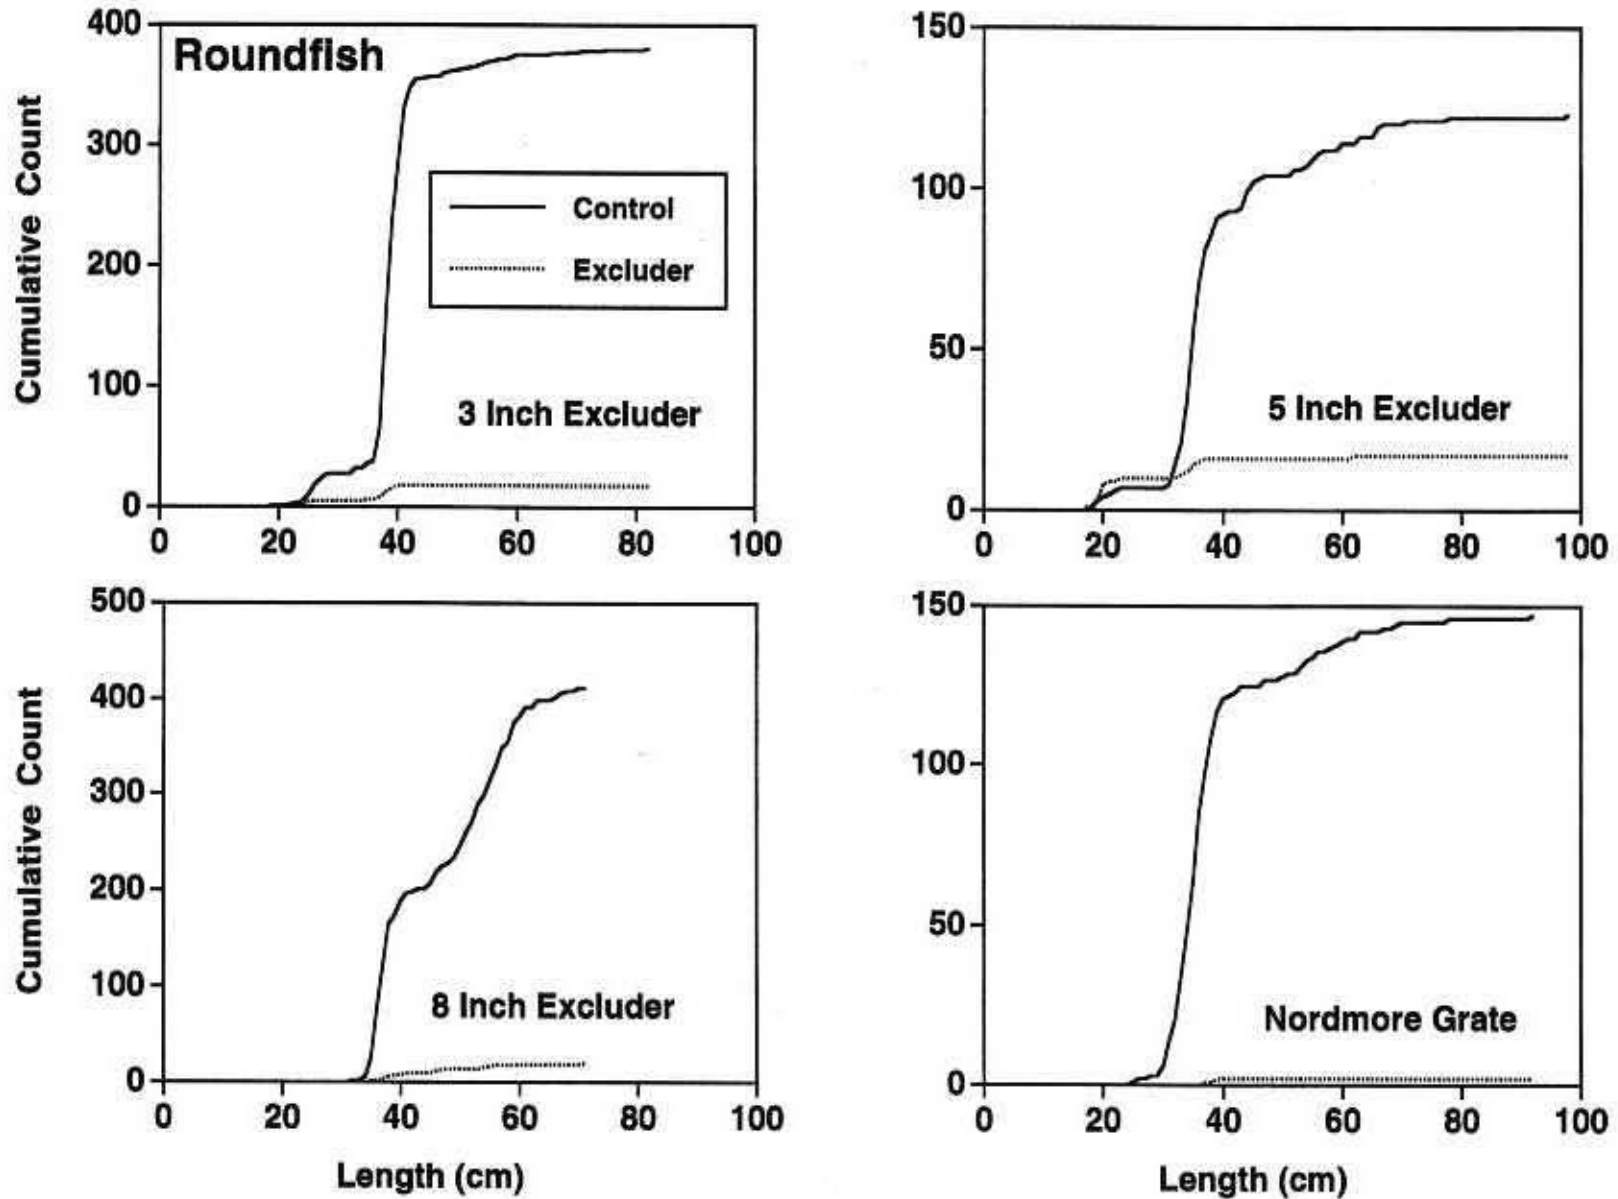 Roundfish
Cumulative Count
400
300
200
100
0
0 20 40 60 80 100
Control
Excluder
3 Inch Excluder
150
100
50
0
0 20 40 60 80 100
5 Inch Excluder
Cumulative Count
500
400
300
200
100
0
0 20 40 60 80 100
8 Inch Excluder
Length (cm)
150
100
50
0
0 20 40 60 80 100
Nordmore Grate
Length (cm)